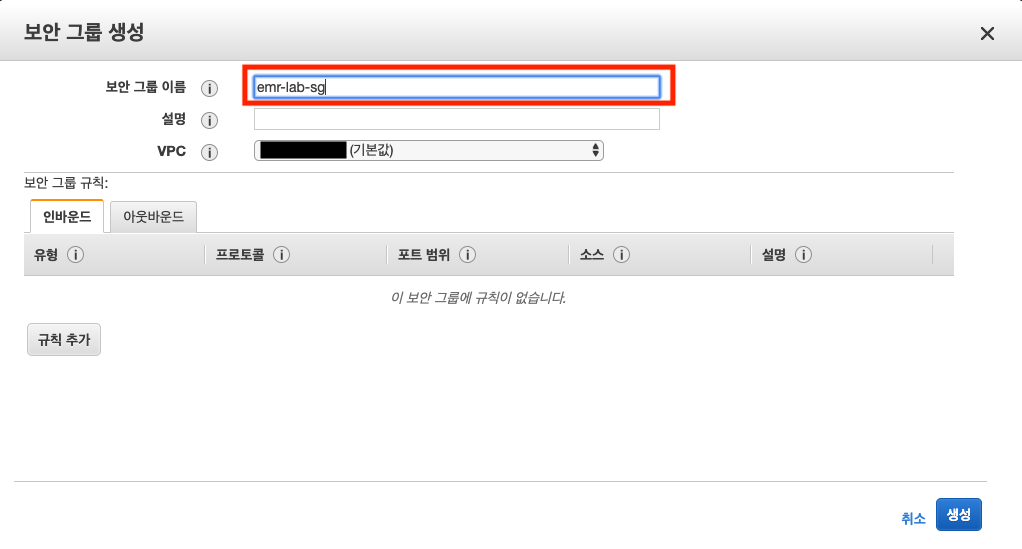 보안 그룹 생성
보안 그룹 이름 emr-lab-sg
설명
VPC (기본값)
보안 그룹 규칙:
인바운드 아웃바운드
유형 프로토콜 포트 범위 소스 설명
이 보안 그룹에 규칙이 없습니다.
규칙 추가
취소 생성